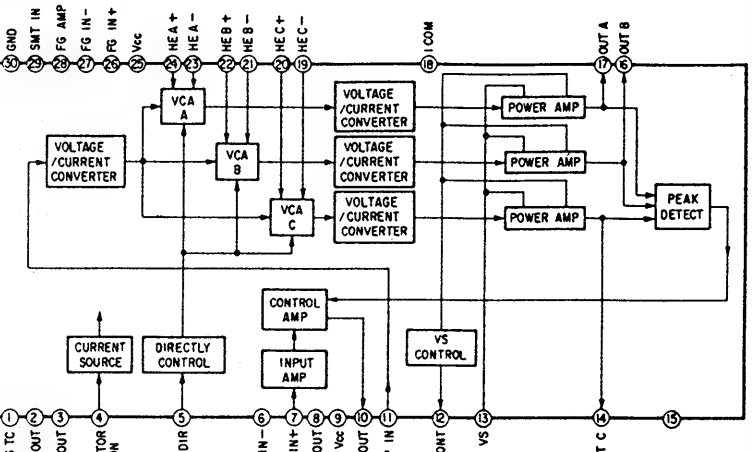 GND
SMT IN
FG AMP
FG IN-
FG IN+
Vcc
HEA+
HEA-
HEB+
HEB-
HEC+
HEC-
I COM
OUT A
OUT B
30 29 28 27 26 25 24 23 22 21 20 19 18 17 16
VCA
A
VOLTAGE
/CURRENT
CONVERTER
POWER AMP
VOLTAGE
/CURRENT
CONVERTER
VCA
B
VOLTAGE
/CURRENT
CONVERTER
POWER AMP
VCA
C
VOLTAGE
/CURRENT
CONVERTER
POWER AMP
PEAK
DETECT
CONTROL
AMP
CURRENT
SOURCE
DIRECTLY
CONTROL
INPUT
AMP
VS
CONTROL
1 2 3 4 5 6 7 8 9 10 11 12 13 14 15
TC
OUT
OUT
TOR
ON
DIR
IN-
IN+
OUT
Vcc
OUT
P IN
ONT
VS
T C